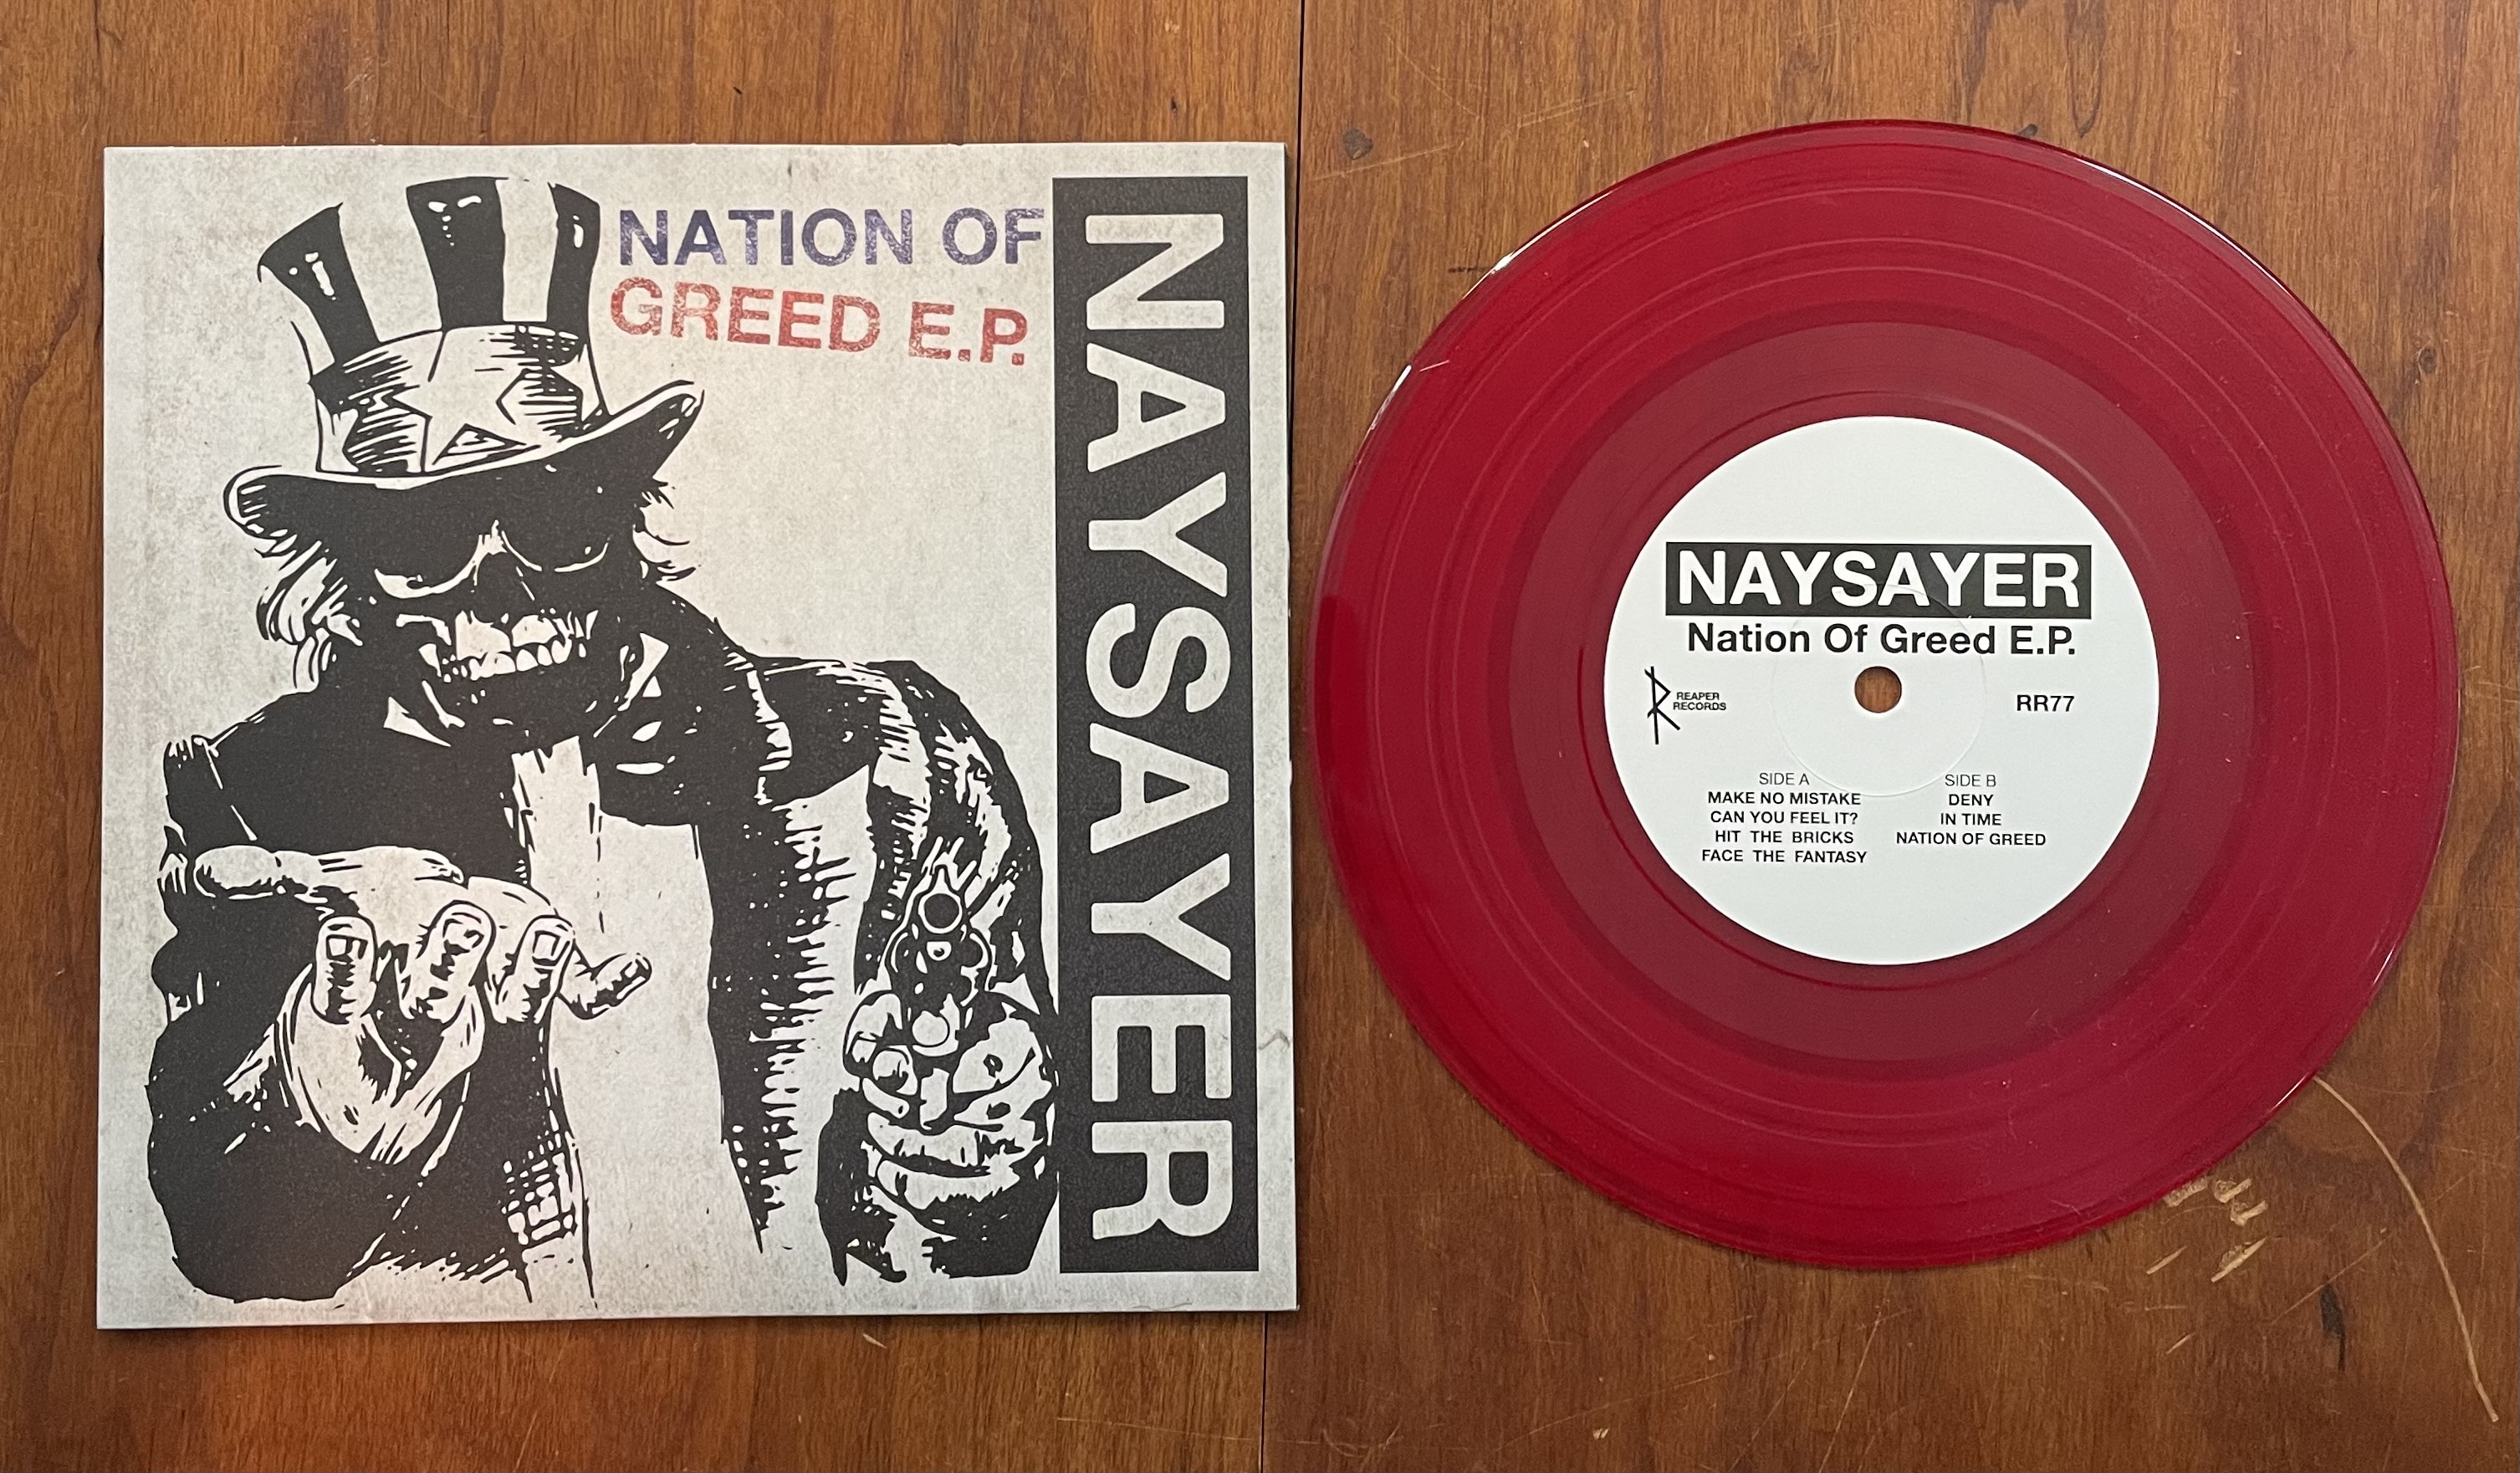 NATION OF
GREED E.P.
NAYSAYER
NAYSAYER
Nation Of Greed E.P.
REAPER
RECORDS
RR77
SIDE A
MAKE NO MISTAKE
CAN YOU FEEL IT?
HIT THE BRICKS
FACE THE FANTASY
SIDE B
DENY
IN TIME
NATION OF GREED